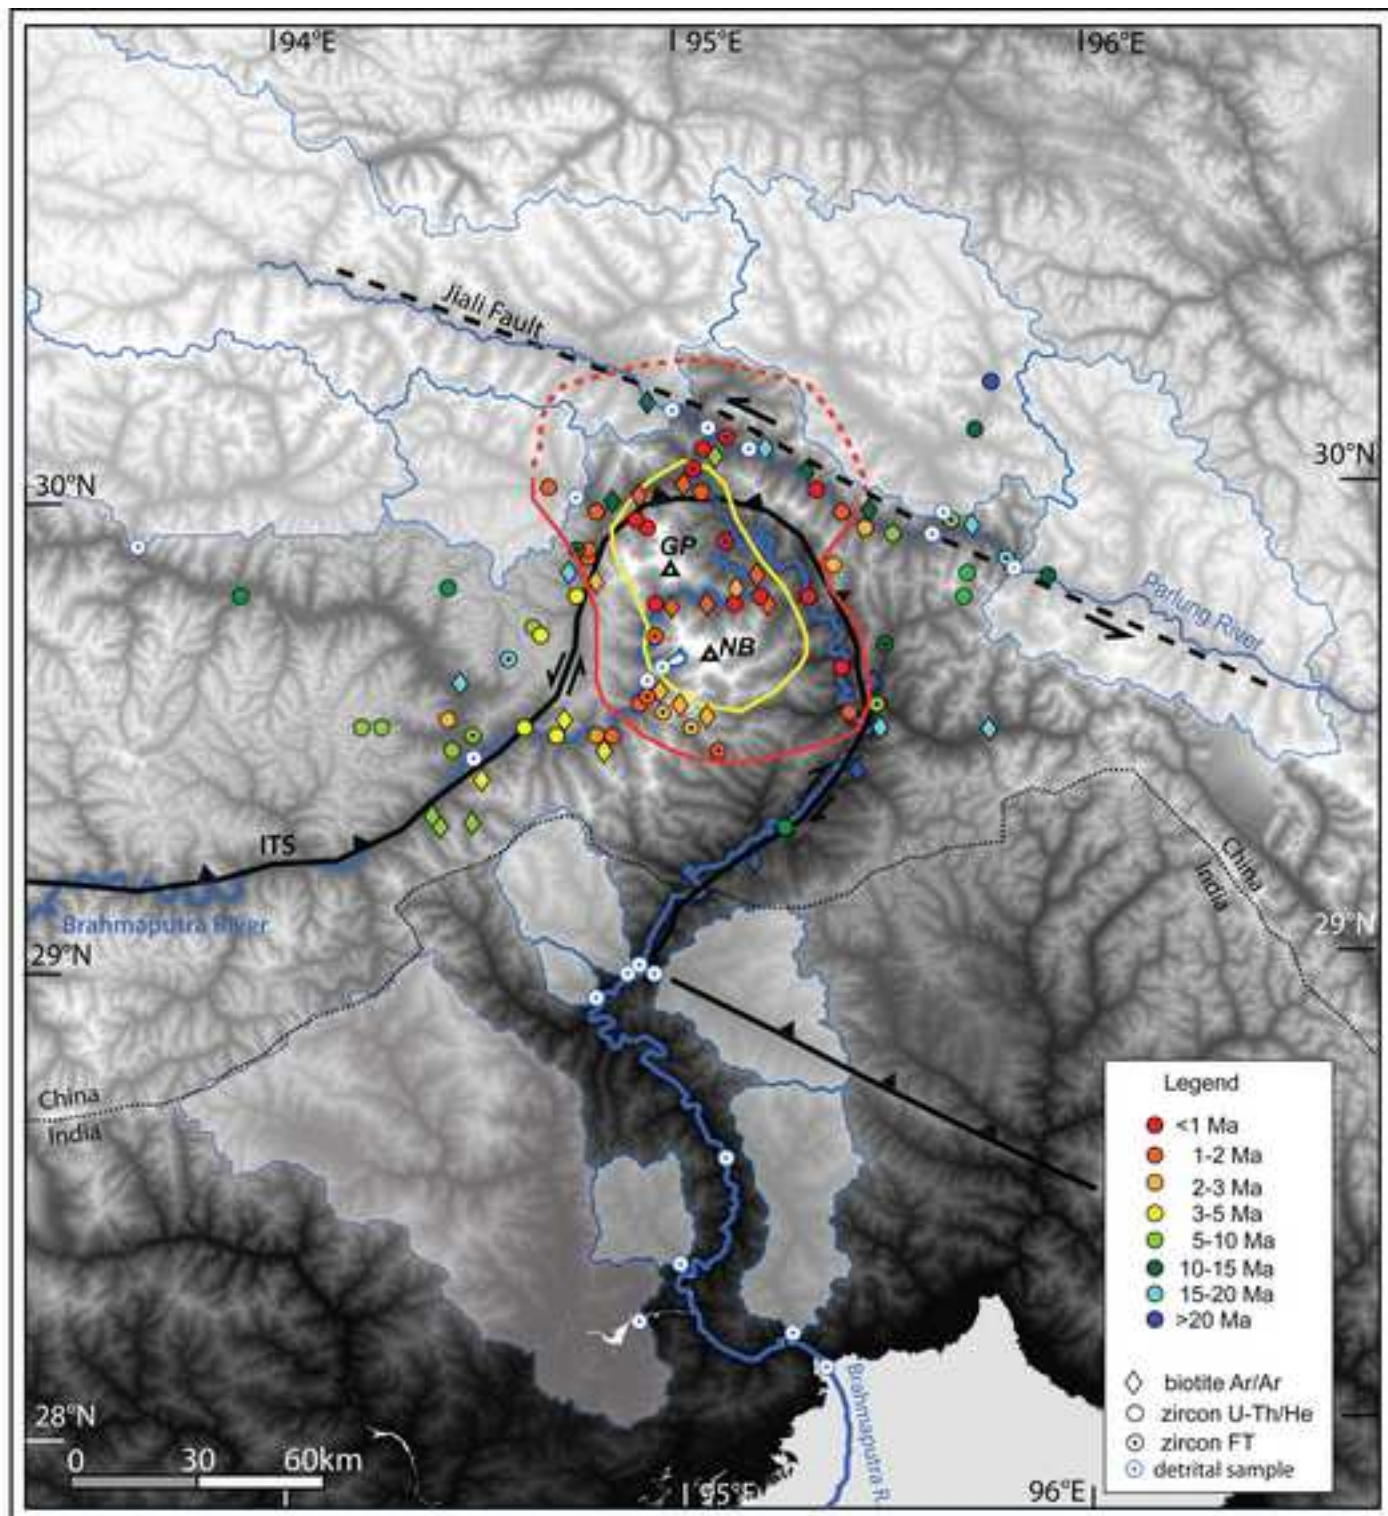 94°E
95°E
96°E
Jiali Fault
30°N
30°N
GP
NB
Parlung River
ITS
Brahmaputra River
China
India
29°N
29°N
China
India
Legend
<1 Ma
1-2 Ma
2-3 Ma
3-5 Ma
5-10 Ma
10-15 Ma
15-20 Ma
>20 Ma
biotite Ar/Ar
zircon U-Th/He
zircon FT
detrital sample
Brahmaputra R.
28°N
0 30 60km
95°E
96°E